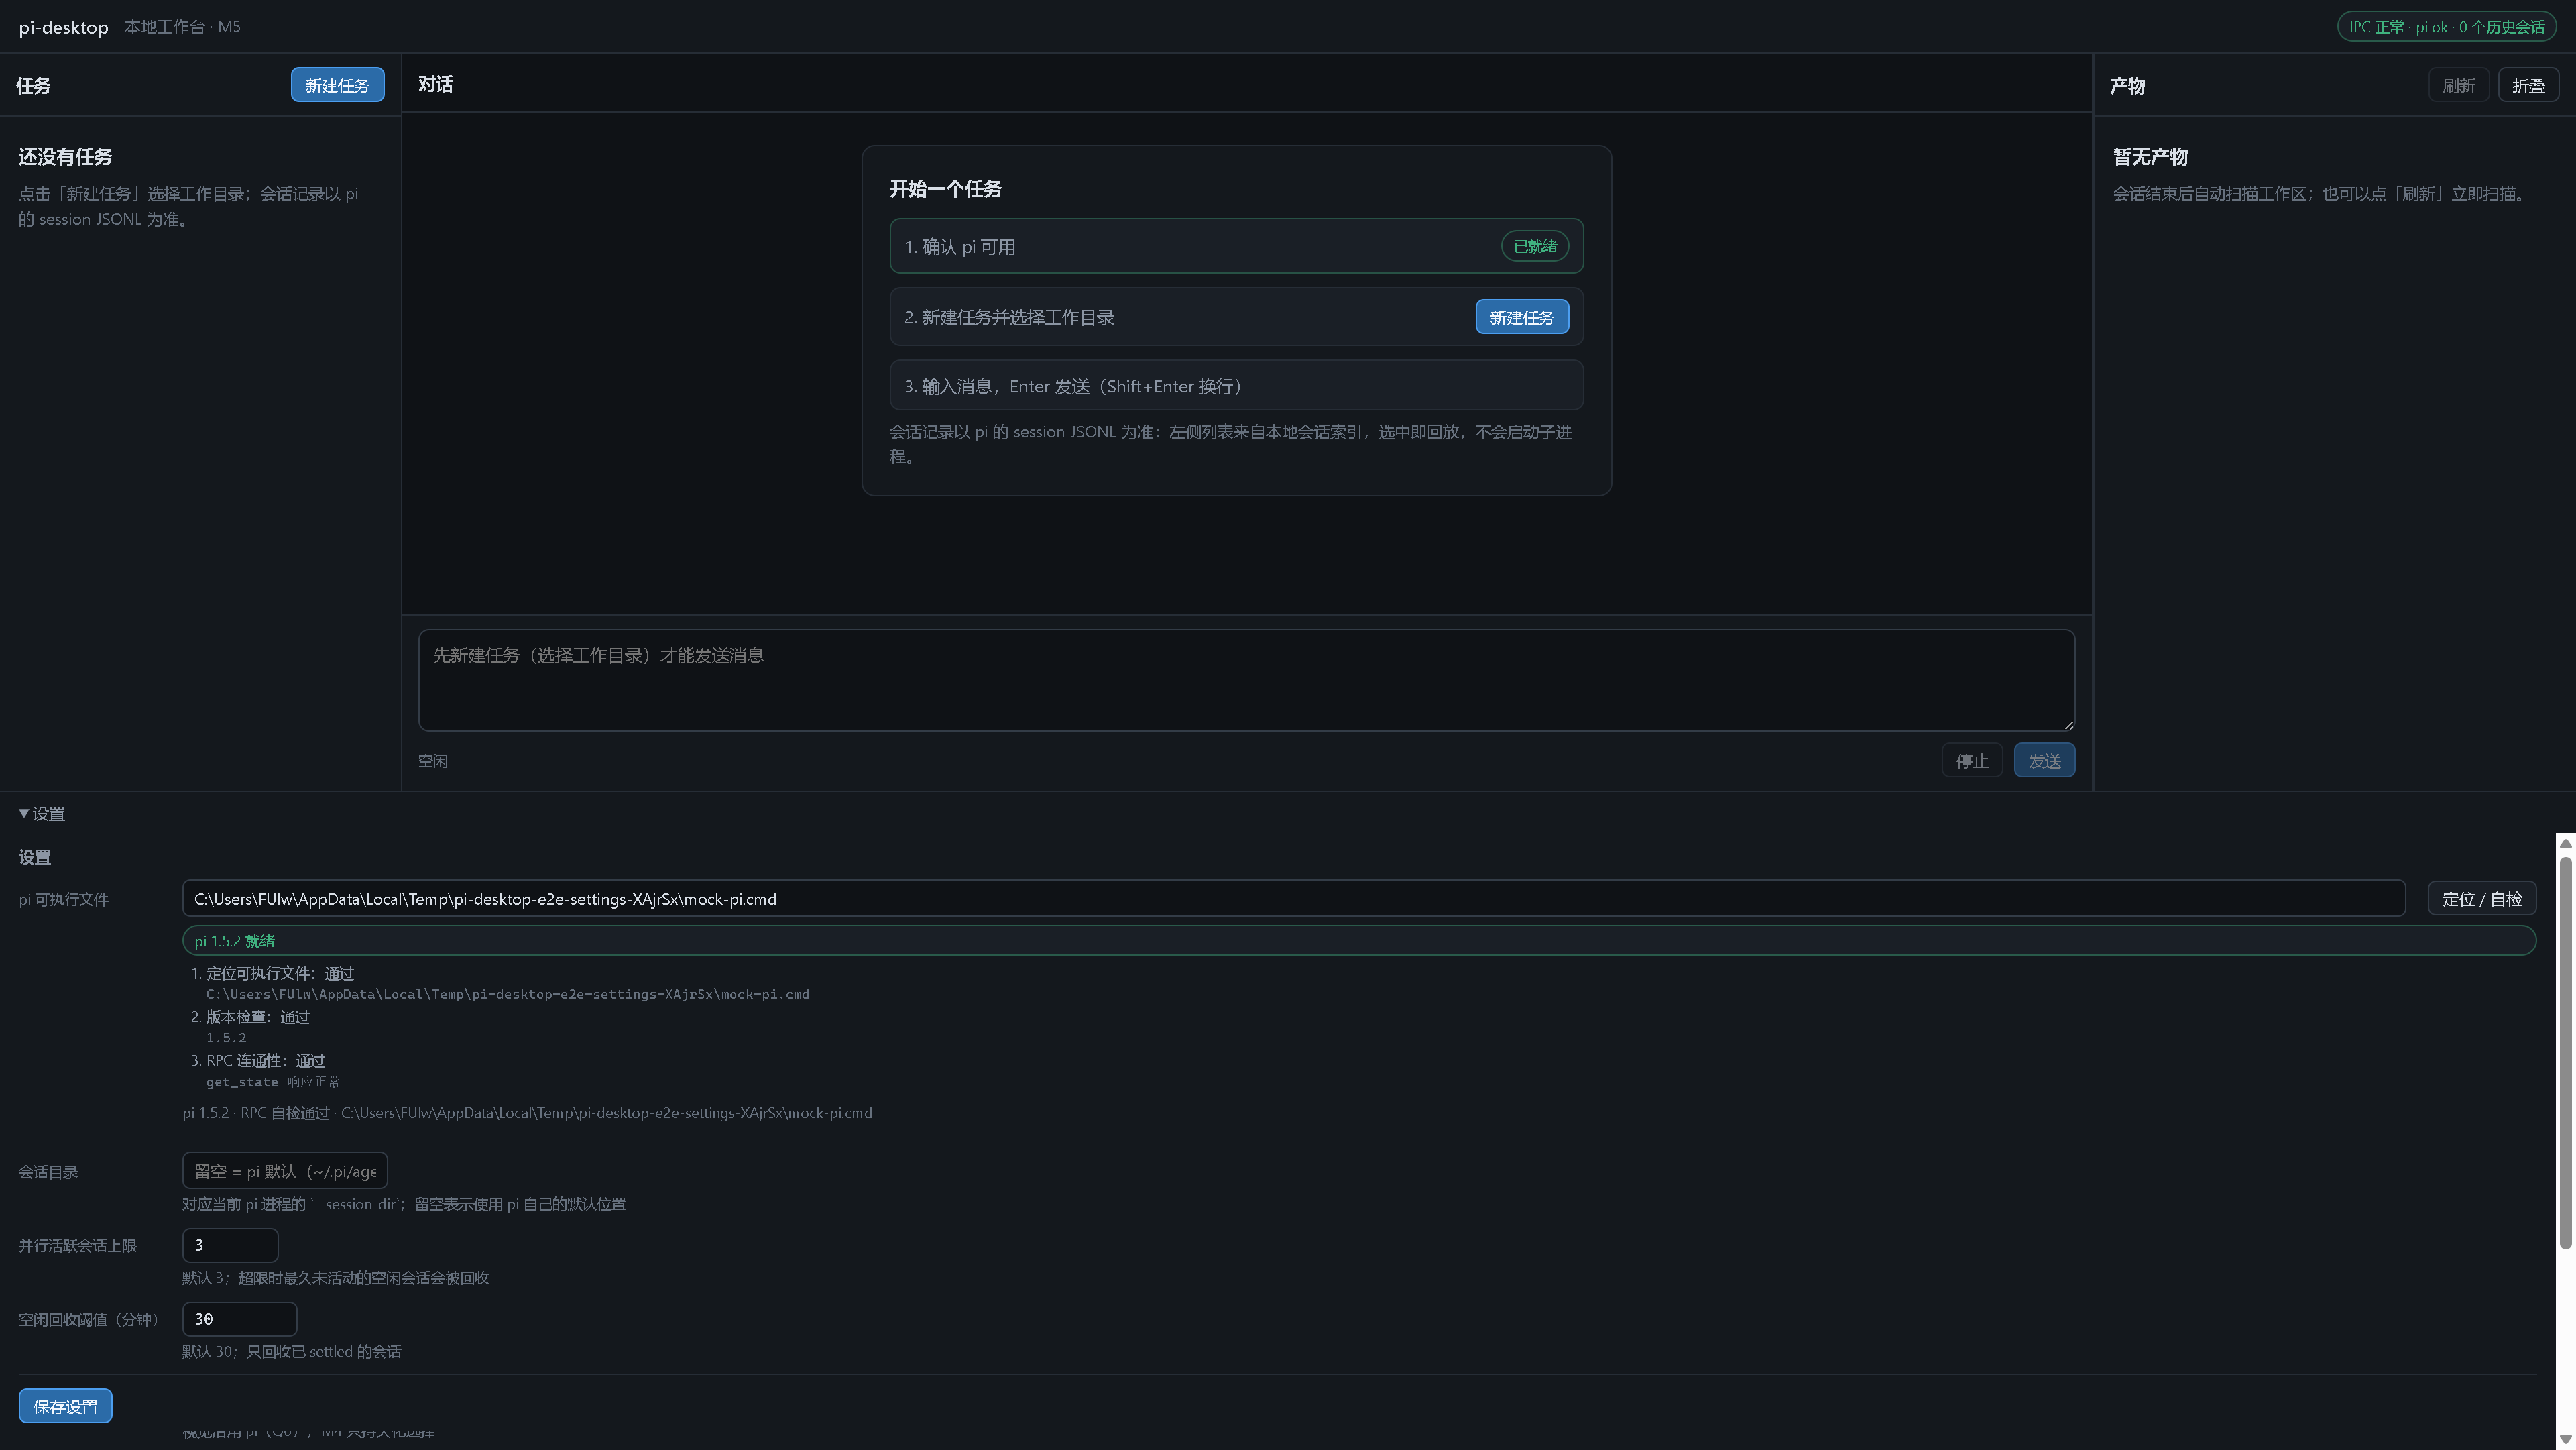 pi-desktop 本地工作台 · M5
IPC 正常 · pi ok · 0 个历史会话
任务
新建任务
还没有任务
点击「新建任务」选择工作目录；会话记录以 pi
的 session JSONL 为准。
对话
开始一个任务
1. 确认 pi 可用
已就绪
2. 新建任务并选择工作目录
新建任务
3. 输入消息，Enter 发送（Shift+Enter 换行）
会话记录以 pi 的 session JSONL 为准：左侧列表来自本地会话索引，选中即回放，不会启动子进
程。
先新建任务（选择工作目录）才能发送消息
空闲
停止
发送
产物
刷新
折叠
暂无产物
会话结束后自动扫描工作区；也可以点「刷新」立即扫描。
▼设置
设置
pi 可执行文件
C:\Users\FUlw\AppData\Local\Temp\pi-desktop-e2e-settings-XAjrSx\mock-pi.cmd
定位 / 自检
pi 1.5.2 就绪
1. 定位可执行文件：通过
C:\Users\FUlw\AppData\Local\Temp\pi-desktop-e2e-settings-XAjrSx\mock-pi.cmd
2. 版本检查：通过
1.5.2
3. RPC 连通性：通过
get_state 响应正常
pi 1.5.2 · RPC 自检通过 · C:\Users\FUlw\AppData\Local\Temp\pi-desktop-e2e-settings-XAjrSx\mock-pi.cmd
会话目录
留空 = pi 默认（~/.pi/age
对应当前 pi 进程的 `--session-dir`；留空表示使用 pi 自己的默认位置
并行活跃会话上限
3
默认 3；超限时最久未活动的空闲会话会被回收
空闲回收阈值（分钟）
30
默认 30；只回收已 settled 的会话
保存设置